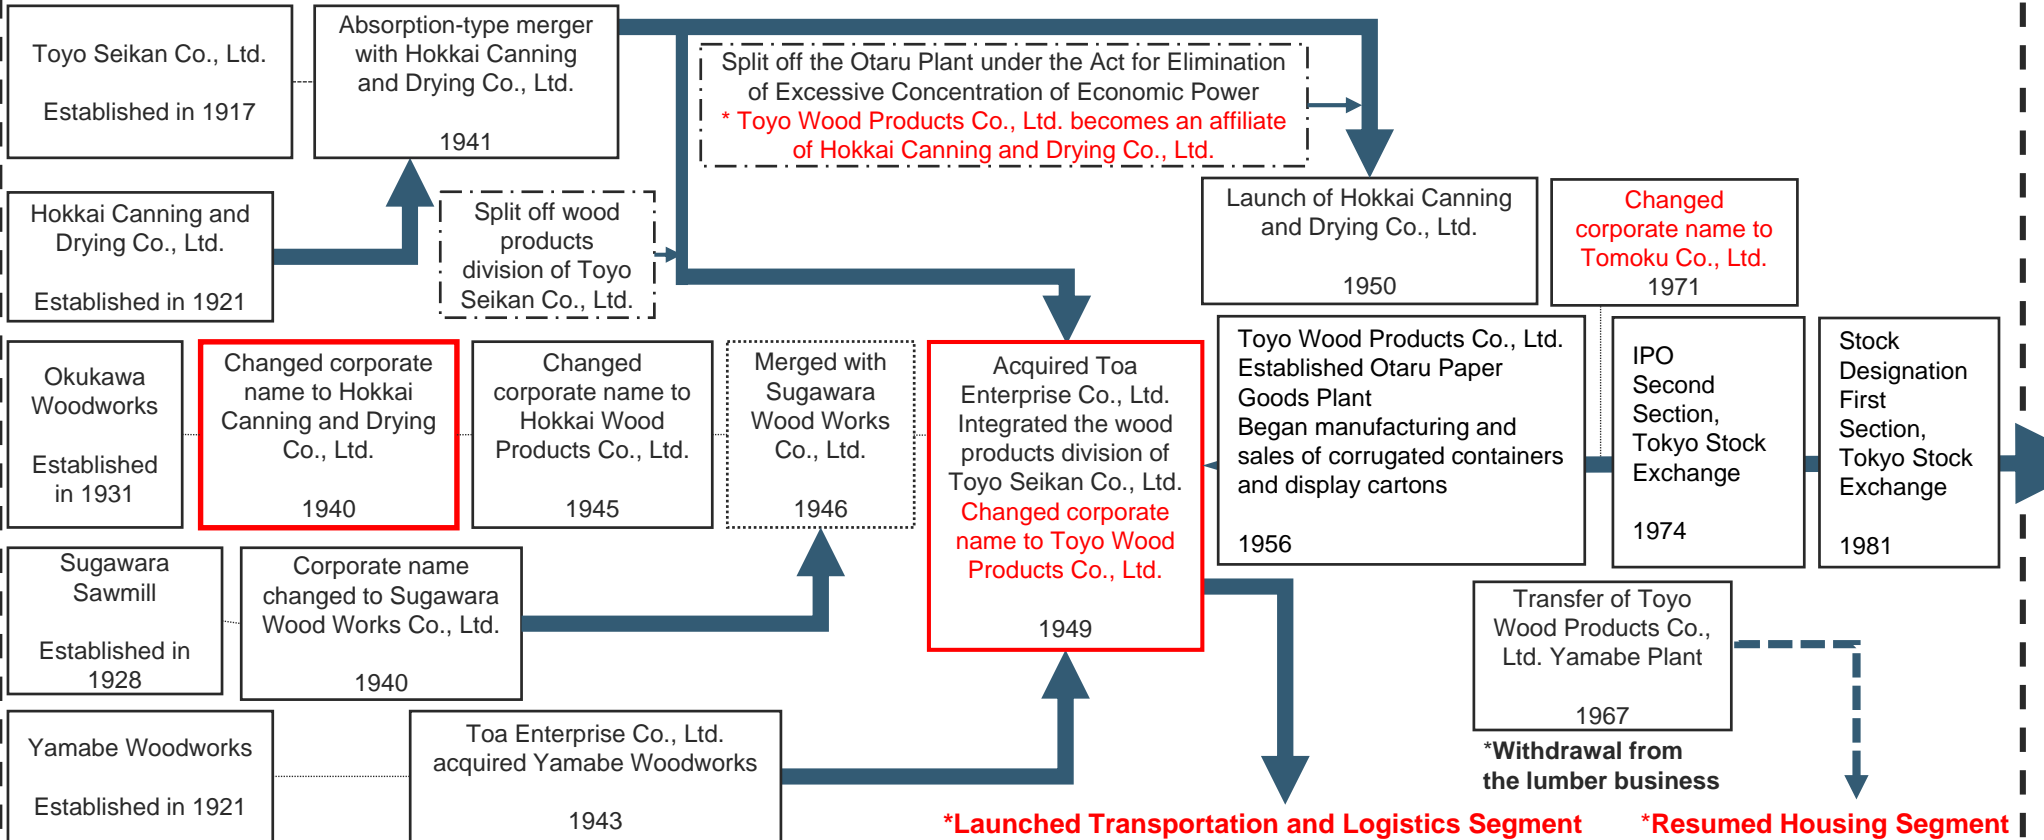 Toyo Seikan Co., Ltd.
Established in 1917
Absorption-type merger
with Hokkai Canning
and Drying Co., Ltd.
1941
Split off the Otaru Plant under the Act for Elimination
of Excessive Concentration of Economic Power
* Toyo Wood Products Co., Ltd. becomes an affiliate
of Hokkai Canning and Drying Co., Ltd.
Hokkai Canning and
Drying Co., Ltd.
Established in 1921
Split off wood
products
division of Toyo
Seikan Co., Ltd.
Launch of Hokkai Canning
and Drying Co., Ltd.
1950
Changed
corporate name to
Tomoku Co., Ltd.
1971
Okukawa
Woodworks
Established
in 1931
Changed corporate
name to Hokkai
Canning and Drying
Co., Ltd.
1940
Changed
corporate name to
Hokkai Wood
Products Co., Ltd.
1945
Merged with
Sugawara
Wood Works
Co., Ltd.
1946
Acquired Toa
Enterprise Co., Ltd.
Integrated the wood
products division of
Toyo Seikan Co., Ltd.
Changed corporate
name to Toyo Wood
Products Co., Ltd.
1949
Toyo Wood Products Co., Ltd.
Established Otaru Paper
Goods Plant
Began manufacturing and
sales of corrugated containers
and display cartons
1956
IPO
Second
Section,
Tokyo Stock
Exchange
1974
Stock
Designation
First
Section,
Tokyo Stock
Exchange
1981
Sugawara
Sawmill
Established in
1928
Corporate name
changed to Sugawara
Wood Works Co., Ltd.
1940
Transfer of Toyo
Wood Products Co.,
Ltd. Yamabe Plant
1967
*Withdrawal from
the lumber business
Yamabe Woodworks
Established in 1921
Toa Enterprise Co., Ltd.
acquired Yamabe Woodworks
1943
*Launched Transportation and Logistics Segment
*Resumed Housing Segment